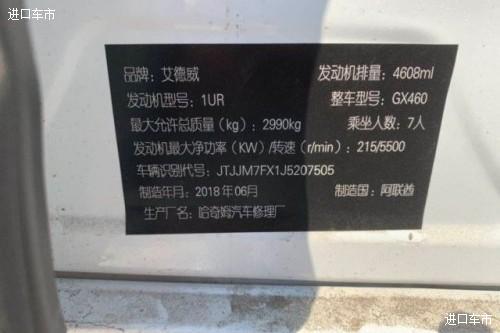 进口车市
品牌：艾德威 发动机排量：4608ml
发动机型号：1UR 整车型号：GX460
最大允许总质量（kg）：2990kg 乘坐人数：7人
发动机最大净功率（KW）/转速（r/min）：215/5500
车辆识别代号：JTJJM7FX1J5207505
制造年月：2018年06月 制造国：阿联酋
生产厂名：哈奇姆汽车修理厂
进口车市